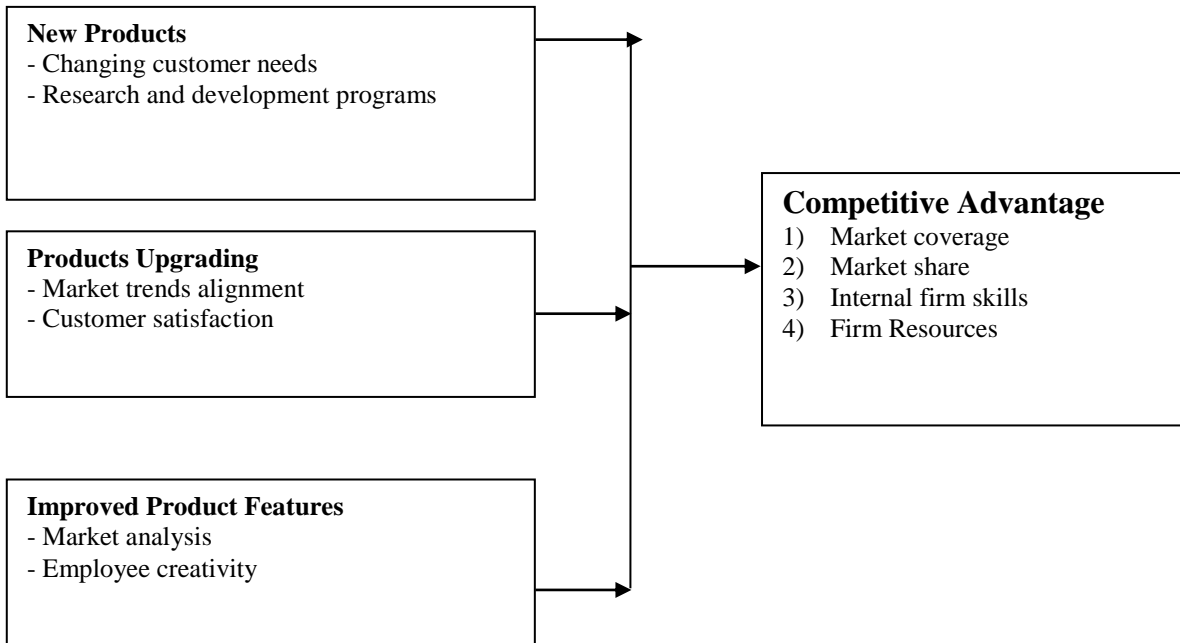 New Products
- Changing customer needs
- Research and development programs
Products Upgrading
- Market trends alignment
- Customer satisfaction
Improved Product Features
- Market analysis
- Employee creativity
Competitive Advantage
1) Market coverage
2) Market share
3) Internal firm skills
4) Firm Resources